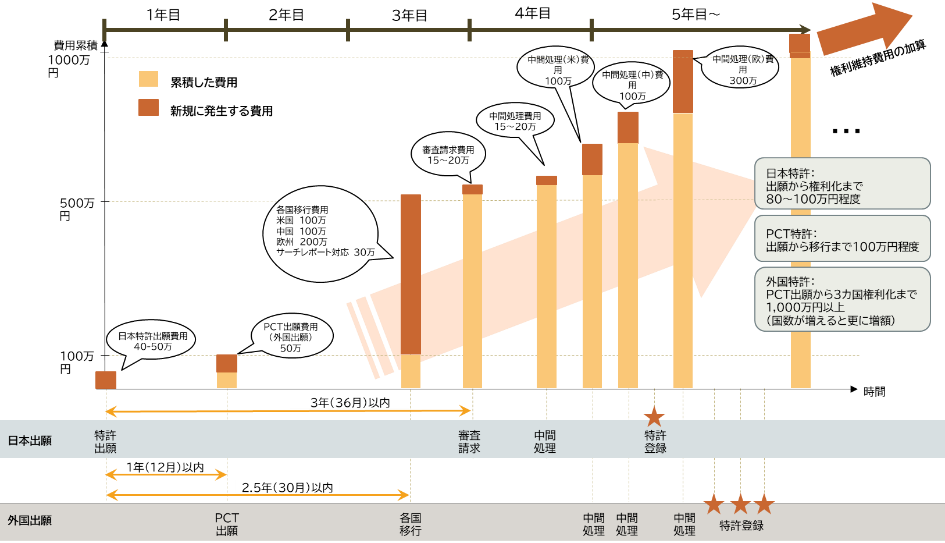 1年目
2年目
3年目
4年目
5年目～
費用累積
1000万
円
累積した費用
新規に発生する費用
中間処理（米）費
用
100万
中間処理（中）費
用
100万
中間処理（欧）費
用
300万
権利維持費用の加算
中間処理費用
15～20万
審査請求費用
15～20万
...
500万
円
各国移行費用
米国 100万
中国 100万
欧州 200万
サーチレポート対応 30万
日本特許：
出願から権利化まで
80～100万円程度
PCT特許：
出願から移行まで100万円程度
外国特許：
PCT出願から3カ国権利化まで
1,000万円以上
（国数が増えると更に増額）
日本特許出願費用
40-50万
PCT出願費用
（外国出願）
50万
100万
円
時間
3年（36月）以内
日本出願
特許
出願
審査
請求
中間
処理
特許
登録
1年（12月）以内
2.5年（30月）以内
外国出願
PCT
出願
各国
移行
中間
処理
中間
処理
中間
処理
特許登録